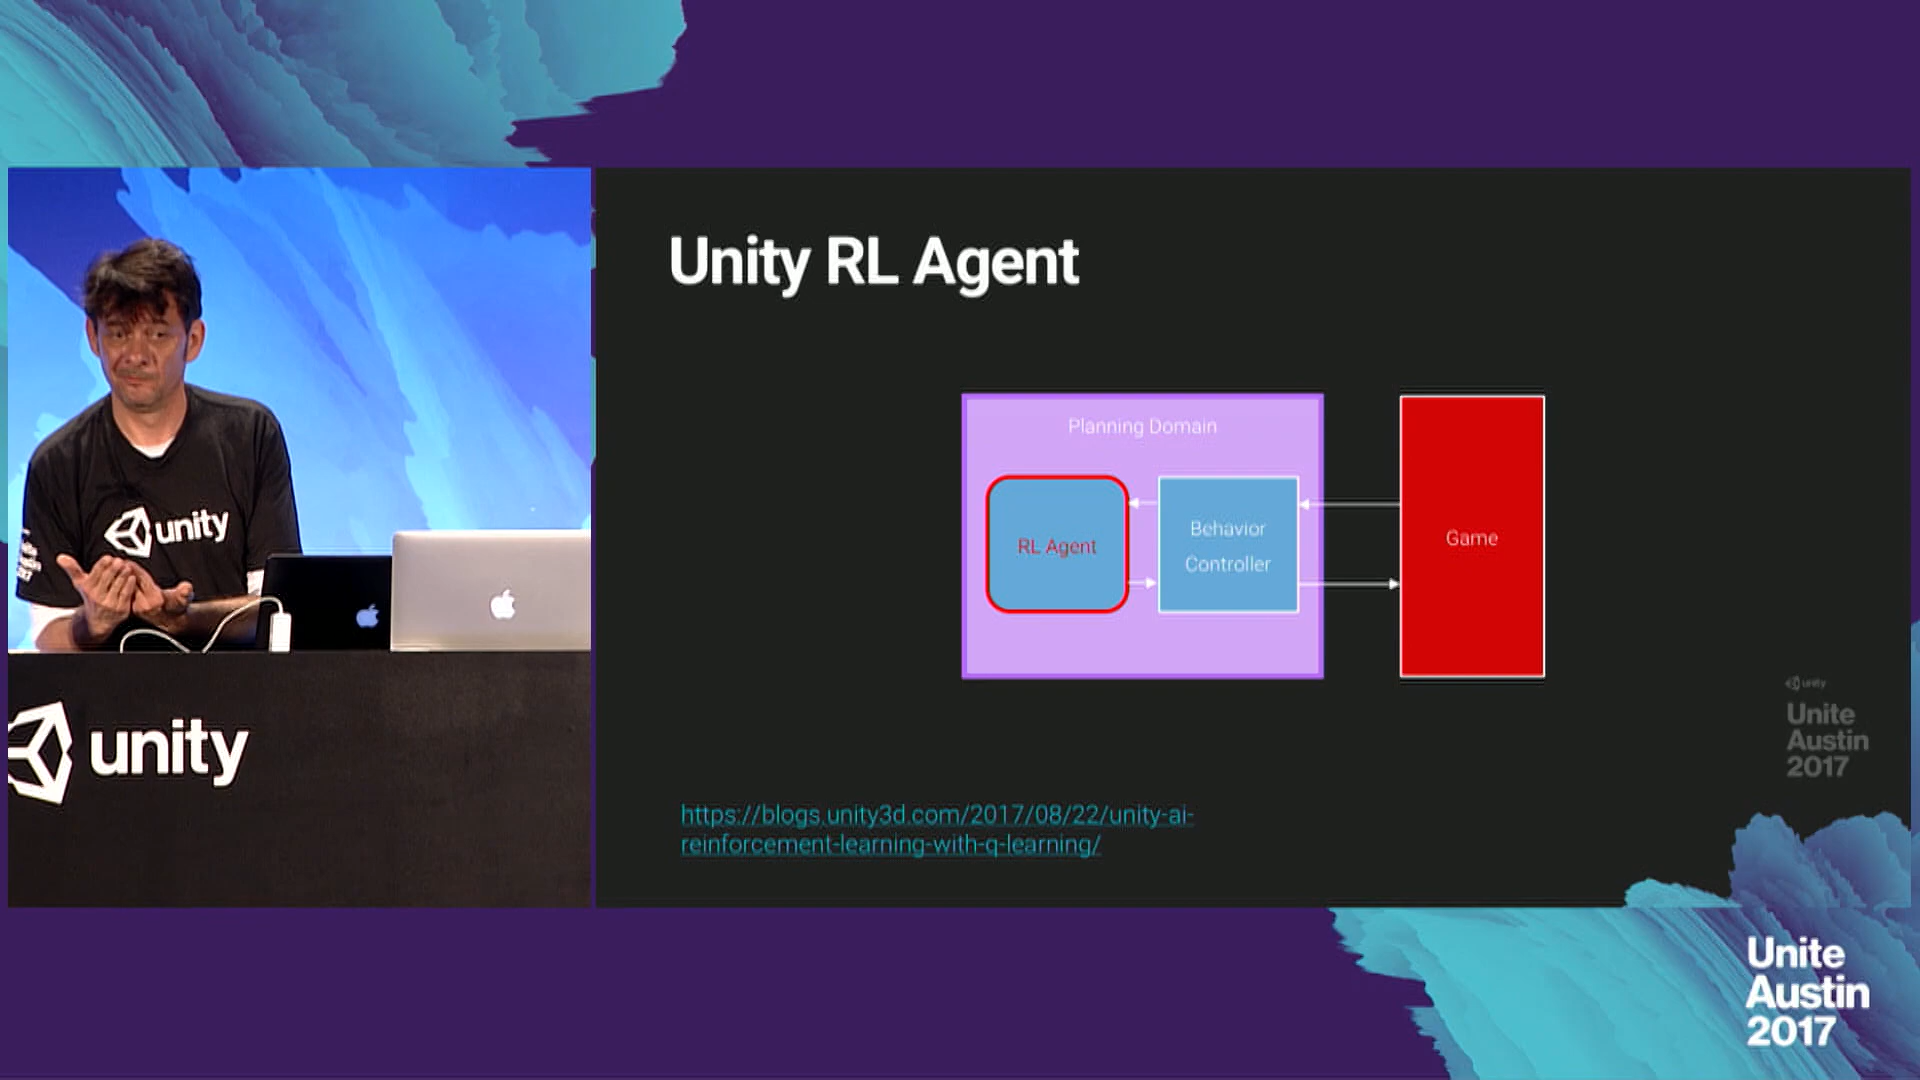 Unity RL Agent
Planning Domain
RL Agent
Behavior
Controller
Game
https://blogs.unity3d.com/2017/08/22/unity-ai-
reinforcement-learning-with-q-learning/
unity
Unite
Austin
2017
unity
unity
Unite
Austin
2017